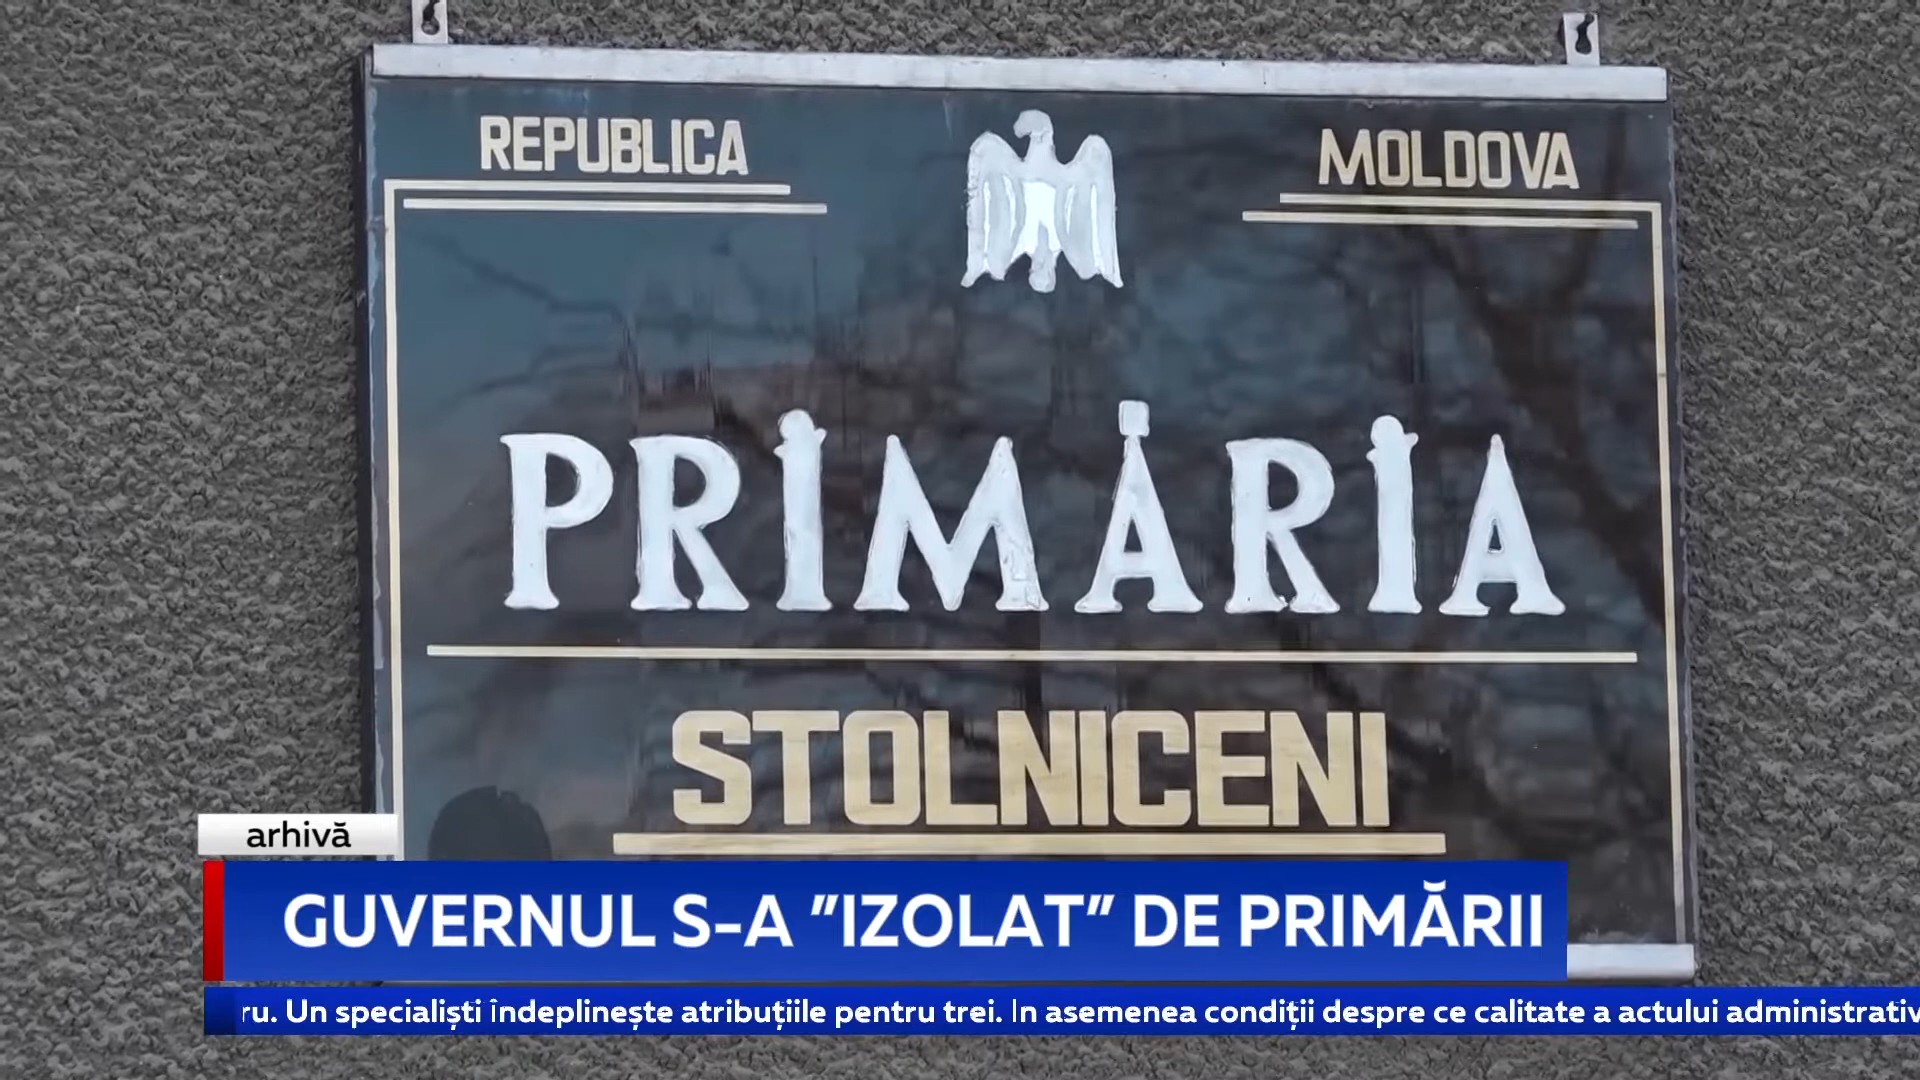 REPUBLICA MOLDOVA
PRIMĂRIA
STOLNICENI
arhivă
GUVERNUL S-A ”IZOLAT” DE PRIMĂRII
ru. Un specialiști îndeplinește atribuțiile pentru trei. In asemenea condiții despre ce calitate a actului administrativ